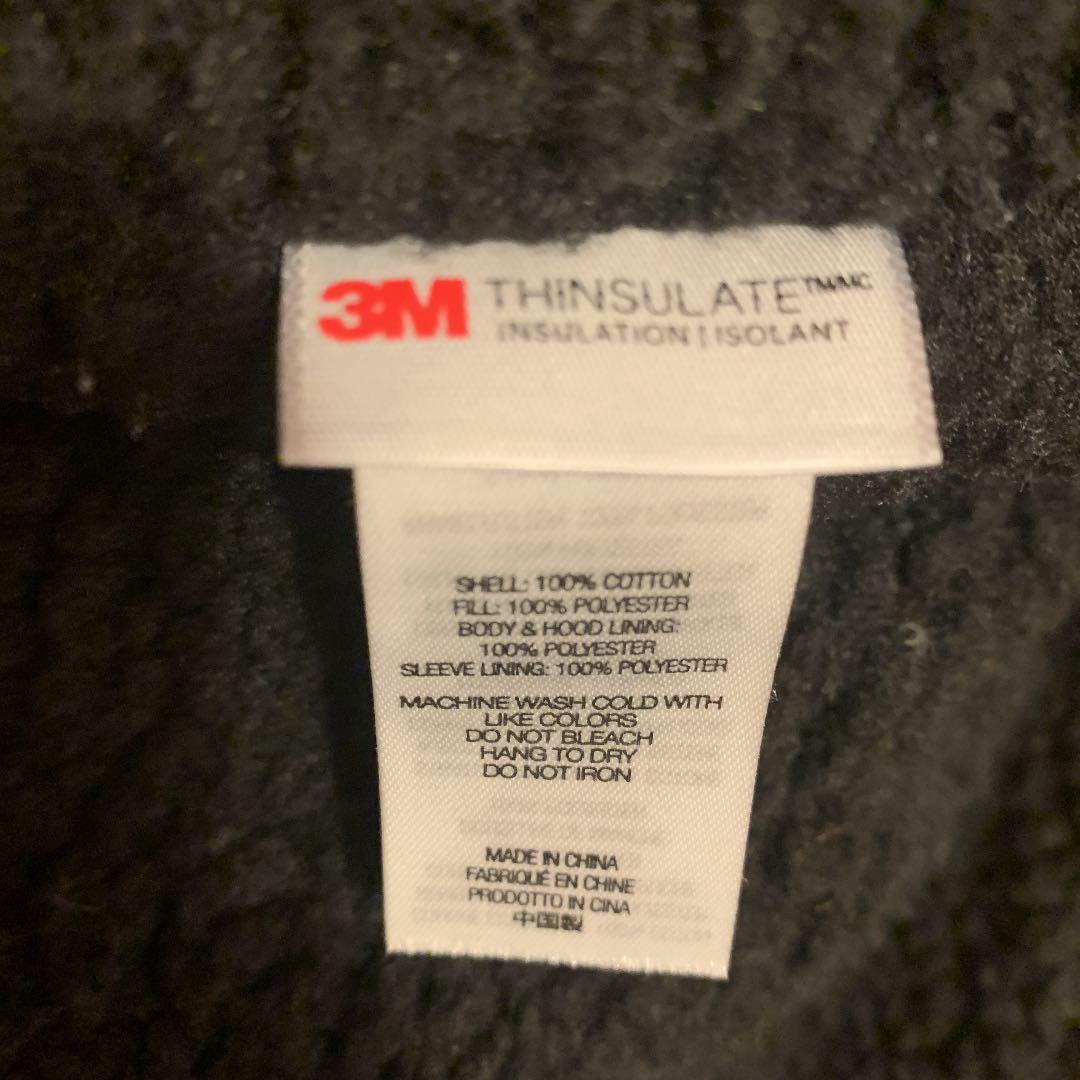 3M THINSULATE™/MC
INSULATION | ISOLANT
SHELL: 100% COTTON
FILL: 100% POLYESTER
BODY & HOOD LINING:
100% POLYESTER
SLEEVE LINING: 100% POLYESTER
MACHINE WASH COLD WITH
LIKE COLORS
DO NOT BLEACH
HANG TO DRY
DO NOT IRON
MADE IN CHINA
FABRIQUÉ EN CHINE
PRODOTTO IN CINA
中国製